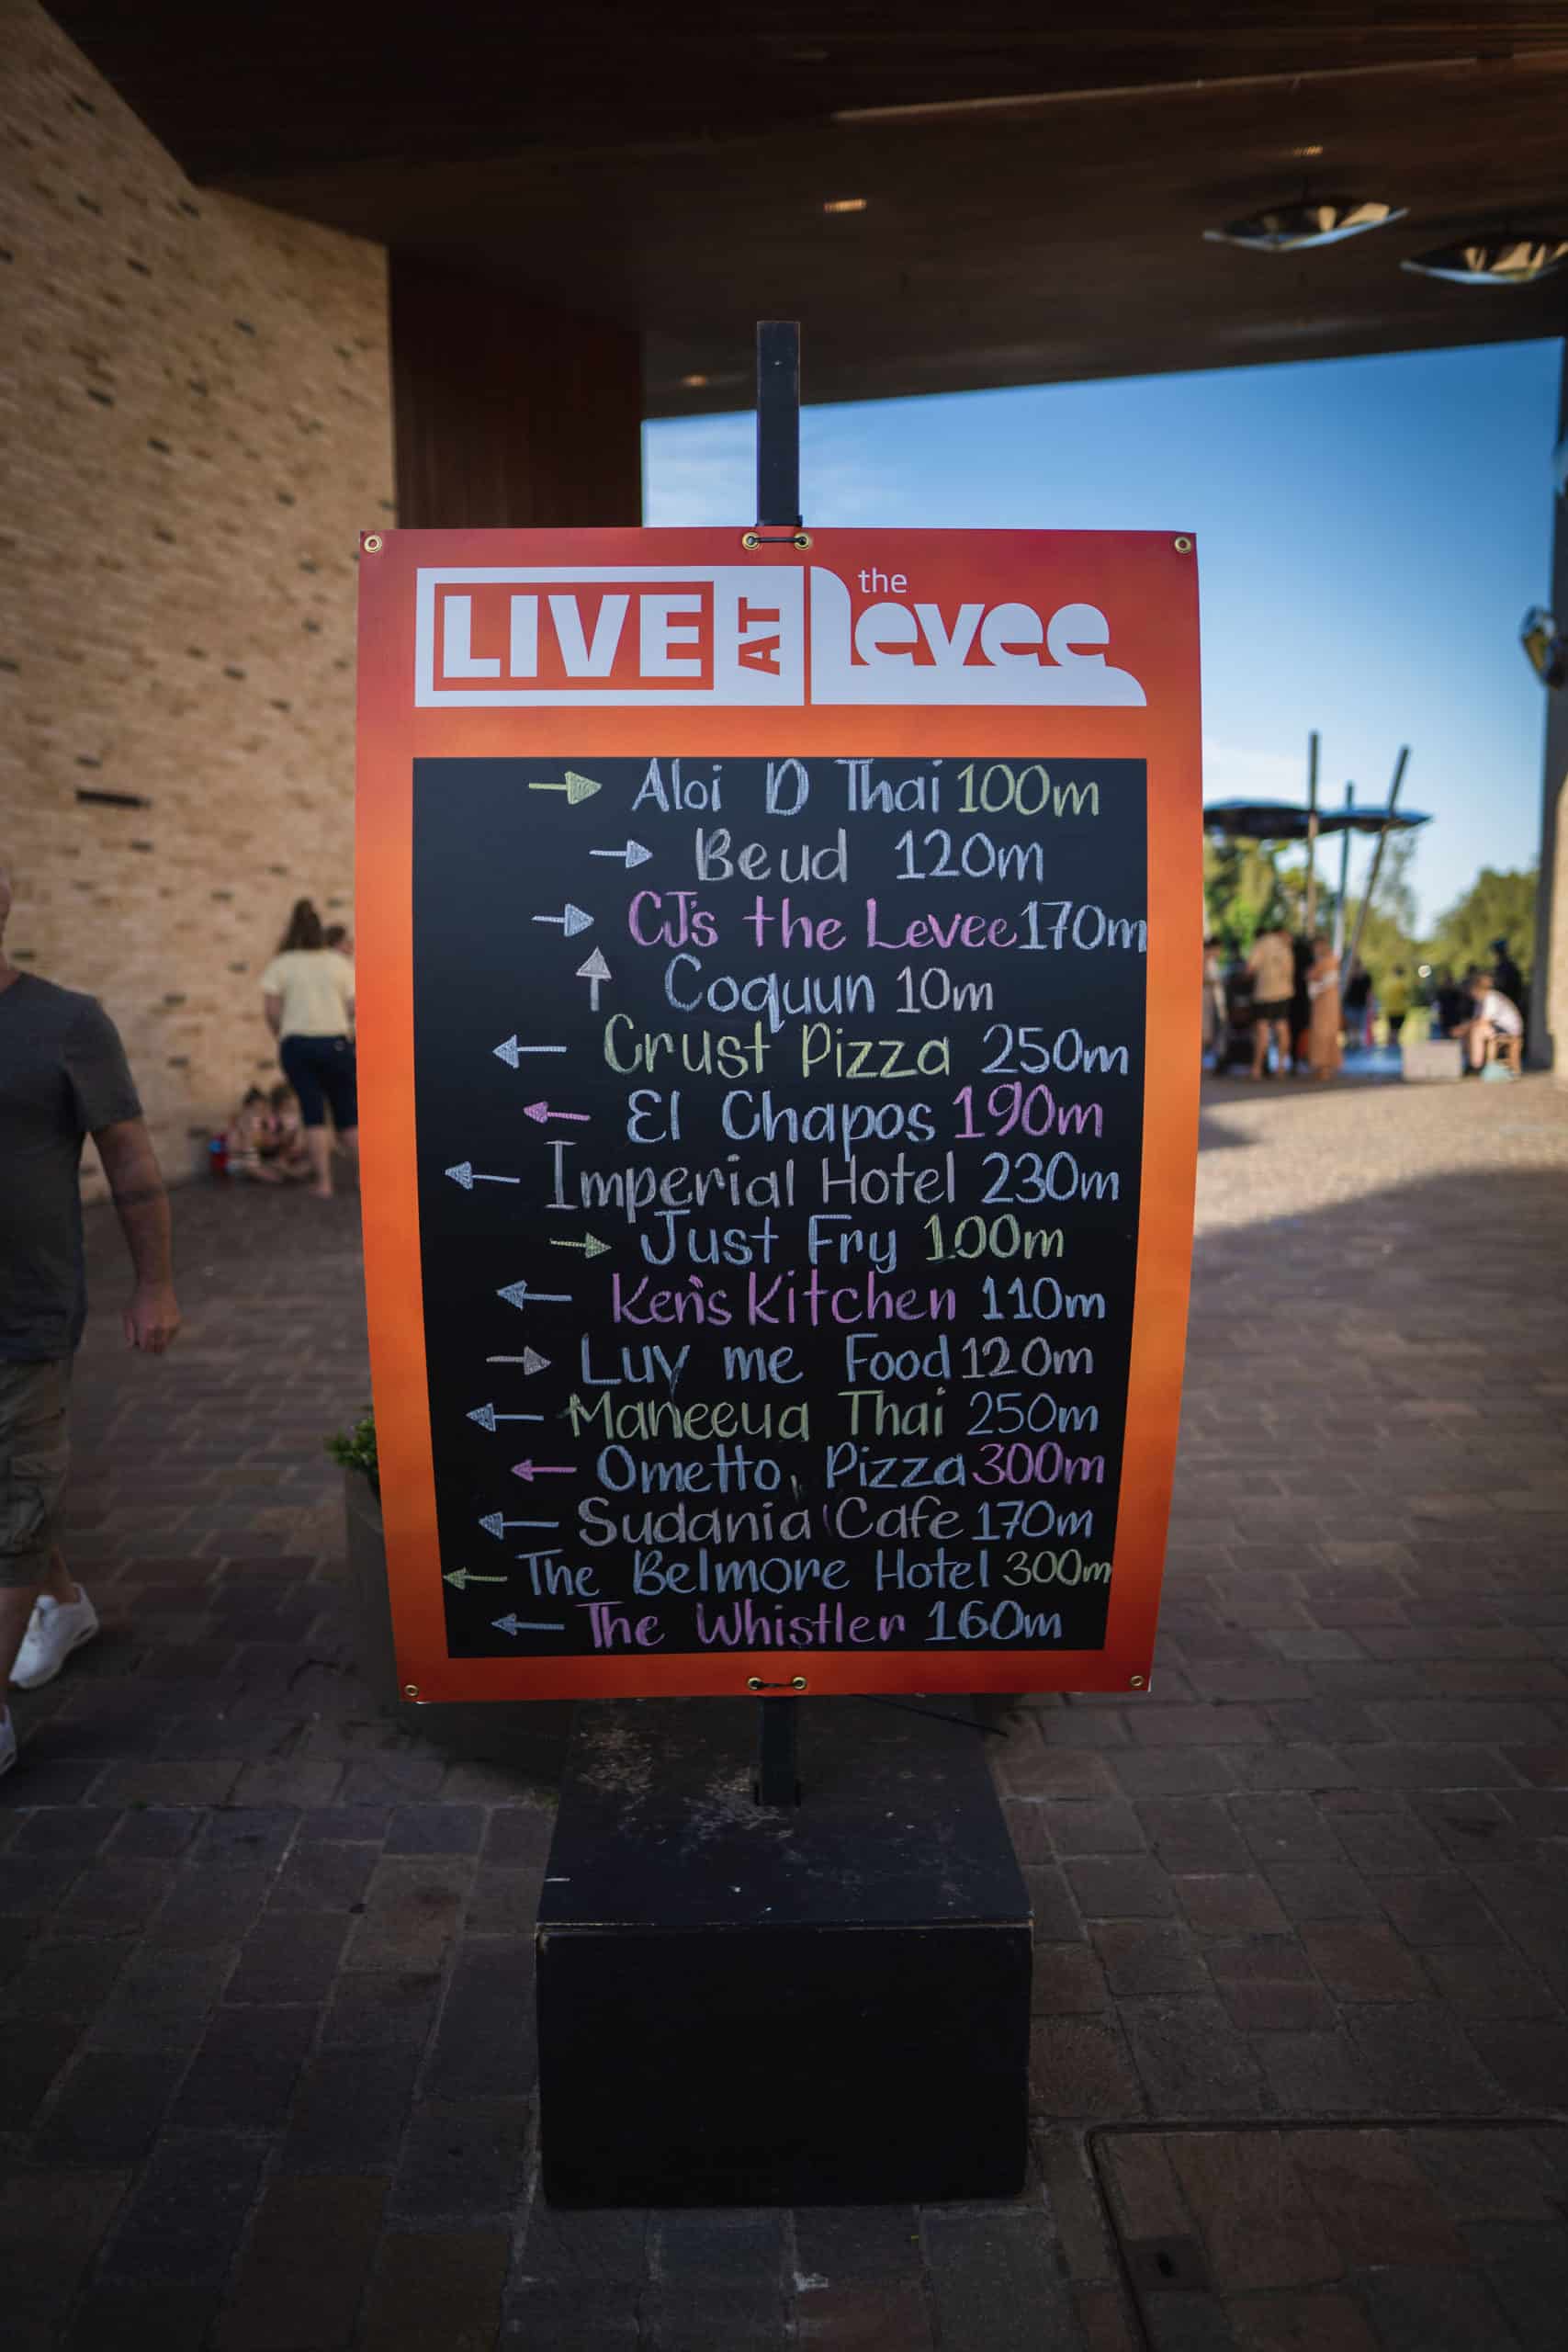 LIVE AT the Levee
→ Aloi D Thai 100m
→ Beud 120m
→ CJ's the Levee 170m
↑ Coquun 10m
← Crust Pizza 250m
← El Chapos 190m
← Imperial Hotel 230m
→ Just Fry 100m
← Ken's Kitchen 110m
→ Luv me Food 120m
← Maneeua Thai 250m
← Ometto, Pizza 300m
← Sudania Cafe 170m
← The Belmore Hotel 300m
← The Whistler 160m